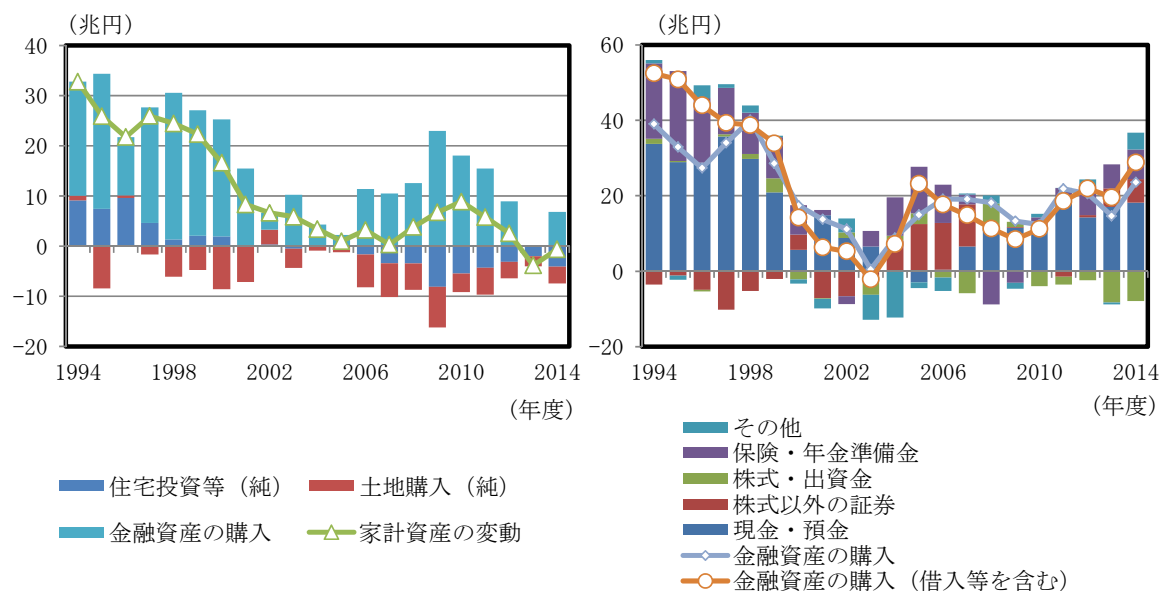 （兆円）
40
30
20
10
0
−10
−20
1994 1998 2002 2006 2010 2014
（年度）
住宅投資等（純） 土地購入（純）
金融資産の購入 家計資産の変動
（兆円）
60
40
20
0
−20
1994 1998 2002 2006 2010 2014
（年度）
その他
保険・年金準備金
株式・出資金
株式以外の証券
現金・預金
金融資産の購入
金融資産の購入（借入等を含む）